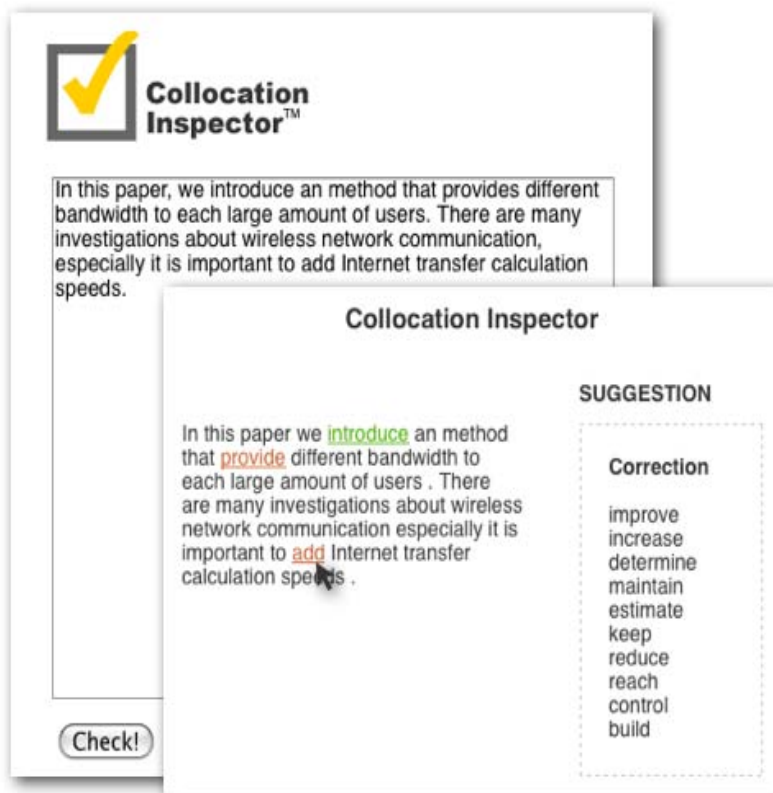 Collocation
Inspector™
In this paper, we introduce an method that provides different
bandwidth to each large amount of users. There are many
investigations about wireless network communication,
especially it is important to add Internet transfer calculation
speeds.
Check!
Collocation Inspector
In this paper we introduce an method
that provide different bandwidth to
each large amount of users . There
are many investigations about wireless
network communication especially it is
important to add Internet transfer
calculation speeds .
SUGGESTION
Correction
improve
increase
determine
maintain
estimate
keep
reduce
reach
control
build